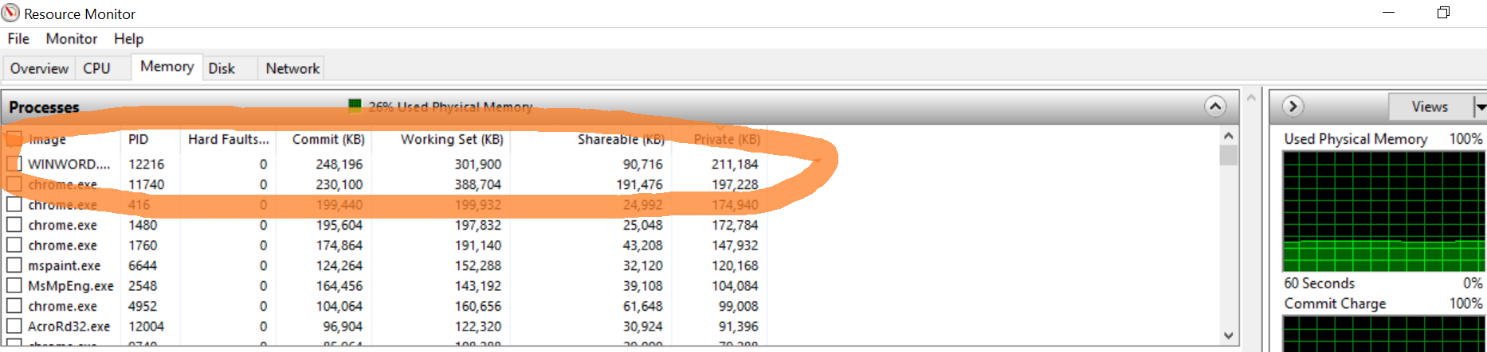 Resource Monitor
File Monitor Help
Overview CPU Memory Disk Network
Processes 26% Used Physical Memory Views
Image PID Hard Faults... Commit (KB) Working Set (KB) Shareable (KB) Private (KB)
Used Physical Memory 100%
WINWORD.... 12216 0 248,196 301,900 90,716 211,184
chrome.exe 11740 0 230,100 388,704 191,476 197,228
chrome.exe 416 0 199,440 199,932 24,992 174,940
chrome.exe 1480 0 195,604 197,832 25,048 172,784
chrome.exe 1760 0 174,864 191,140 43,208 147,932
mspaint.exe 6644 0 124,264 152,288 32,120 120,168
MsMpEng.exe 2548 0 164,456 143,192 39,108 104,084
60 Seconds 0%
chrome.exe 4952 0 104,064 160,656 61,648 99,008
Commit Charge 100%
AcroRd32.exe 12004 0 96,904 122,320 30,924 91,396